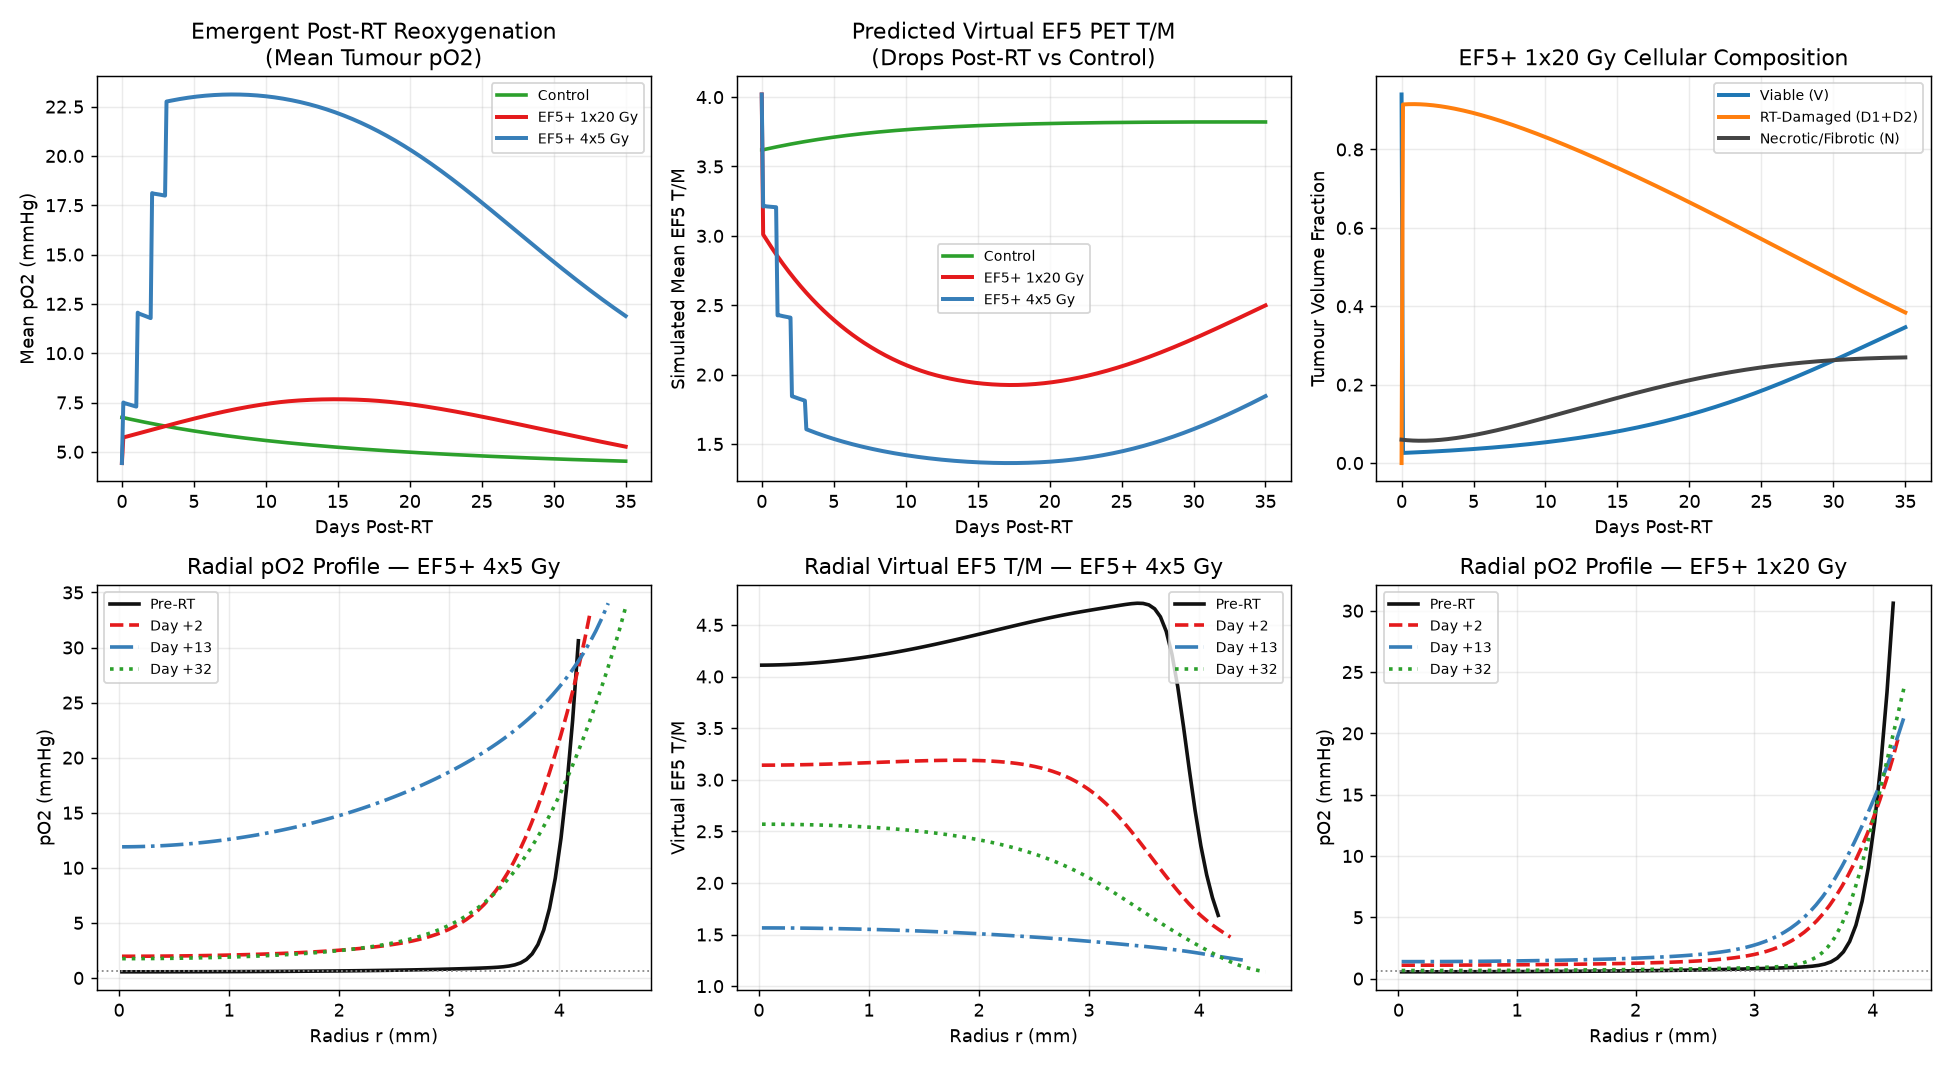 Emergent Post-RT Reoxygenation
(Mean Tumour pO2)
Mean pO2 (mmHg)
22.5
20.0
17.5
15.0
12.5
10.0
7.5
5.0
Control
EF5+ 1x20 Gy
EF5+ 4x5 Gy
0 5 10 15 20 25 30 35
Days Post-RT
Predicted Virtual EF5 PET T/M
(Drops Post-RT vs Control)
Simulated Mean EF5 T/M
4.0
3.5
3.0
2.5
2.0
1.5
Control
EF5+ 1x20 Gy
EF5+ 4x5 Gy
0 5 10 15 20 25 30 35
Days Post-RT
EF5+ 1x20 Gy Cellular Composition
Tumour Volume Fraction
0.8
0.6
0.4
0.2
0.0
Viable (V)
RT-Damaged (D1+D2)
Necrotic/Fibrotic (N)
0 5 10 15 20 25 30 35
Days Post-RT
Radial pO2 Profile — EF5+ 4x5 Gy
pO2 (mmHg)
35
30
25
20
15
10
5
0
Pre-RT
Day +2
Day +13
Day +32
0 1 2 3 4
Radius r (mm)
Radial Virtual EF5 T/M — EF5+ 4x5 Gy
Virtual EF5 T/M
4.5
4.0
3.5
3.0
2.5
2.0
1.5
1.0
Pre-RT
Day +2
Day +13
Day +32
0 1 2 3 4
Radius r (mm)
Radial pO2 Profile — EF5+ 1x20 Gy
pO2 (mmHg)
30
25
20
15
10
5
0
Pre-RT
Day +2
Day +13
Day +32
0 1 2 3 4
Radius r (mm)